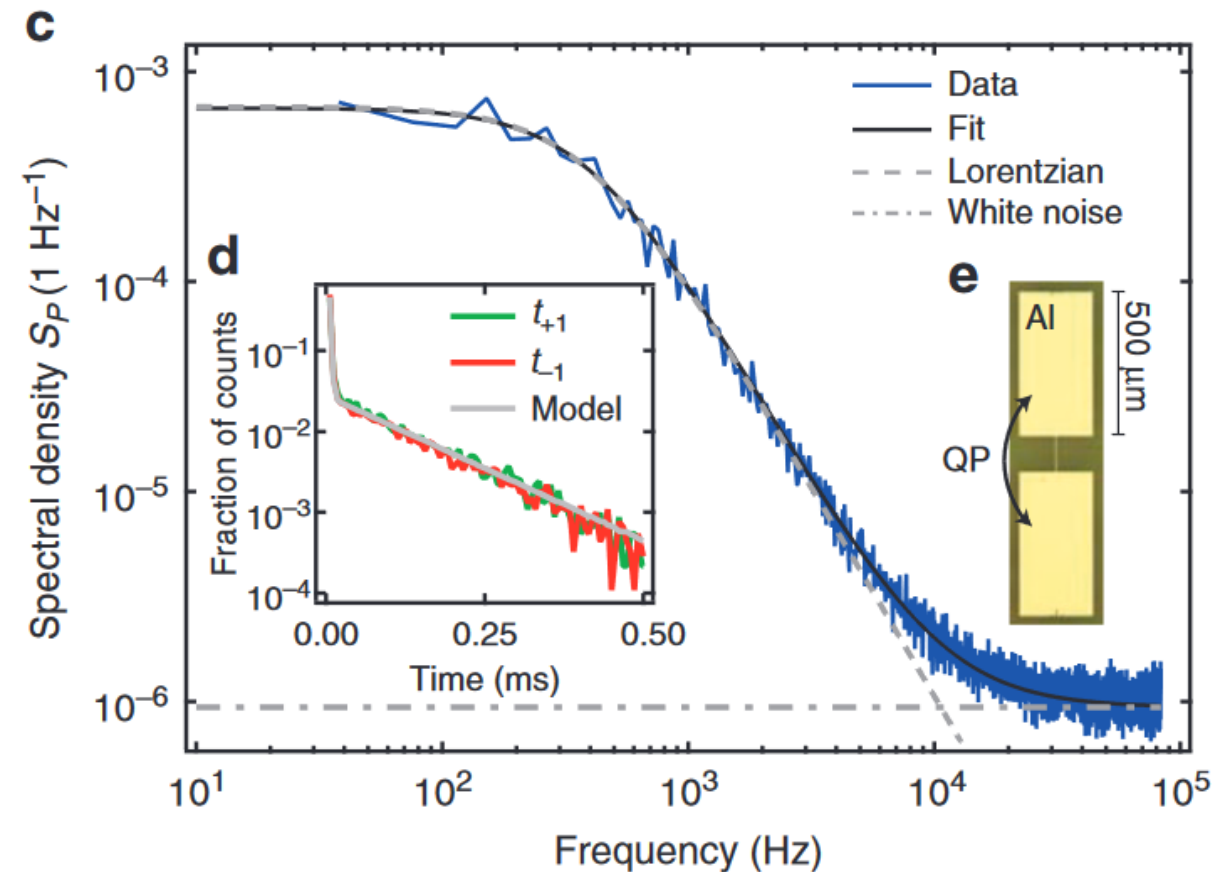 c
Spectral density S_P (1 Hz⁻¹)
10⁻³
10⁻⁴
10⁻⁵
10⁻⁶
Data
Fit
Lorentzian
White noise
d
Fraction of counts
10⁻¹
10⁻²
10⁻³
10⁻⁴
t₊₁
t₋₁
Model
0.00 0.25 0.50
Time (ms)
e
Al
500 μm
QP
10¹ 10² 10³ 10⁴ 10⁵
Frequency (Hz)